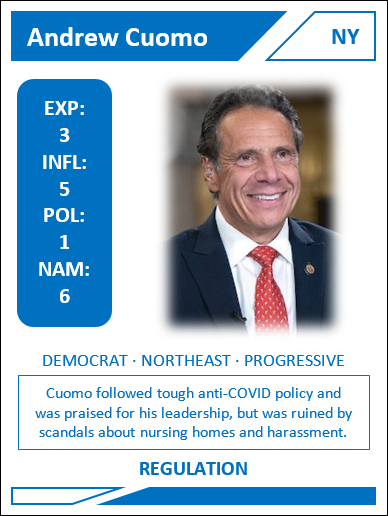 Andrew Cuomo
NY
EXP:
3
INFL:
5
POL:
1
NAM:
6
DEMOCRAT · NORTHEAST · PROGRESSIVE
Cuomo followed tough anti-COVID policy and
was praised for his leadership, but was ruined by
scandals about nursing homes and harassment.
REGULATION